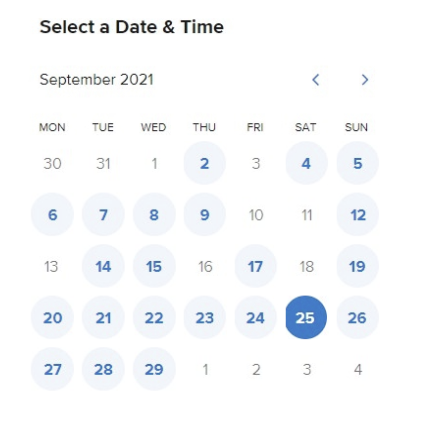 Select a Date & Time
September 2021
MON TUE WED THU FRI SAT SUN
30 31 1 2 3 4 5
6 7 8 9 10 11 12
13 14 15 16 17 18 19
20 21 22 23 24 25 26
27 28 29 1 2 3 4